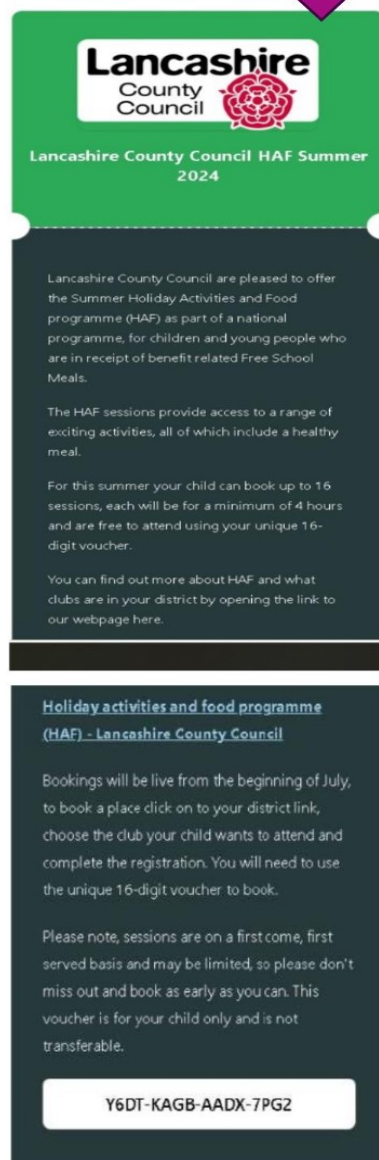 Lancashire
County
Council
Lancashire County Council HAF Summer
2024
Lancashire County Council are pleased to offer
the Summer Holiday Activities and Food
programme (HAF) as part of a national
programme, for children and young people who
are in receipt of benefit related Free School
Meals.
The HAF sessions provide access to a range of
exciting activities, all of which include a healthy
meal.
For this summer your child can book up to 16
sessions, each will be for a minimum of 4 hours
and are free to attend using your unique 16-
digit voucher.
You can find out more about HAF and what
clubs are in your district by opening the link to
our webpage here.
Holiday activities and food programme
(HAF) - Lancashire County Council
Bookings will be live from the beginning of July,
to book a place click on to your district link,
choose the club your child wants to attend and
complete the registration. You will need to use
the unique 16-digit voucher to book.
Please note, sessions are on a first come, first
served basis and may be limited, so please don't
miss out and book as early as you can. This
voucher is for your child only and is not
transferable.
Y6DT-KAGB-AADX-7PG2